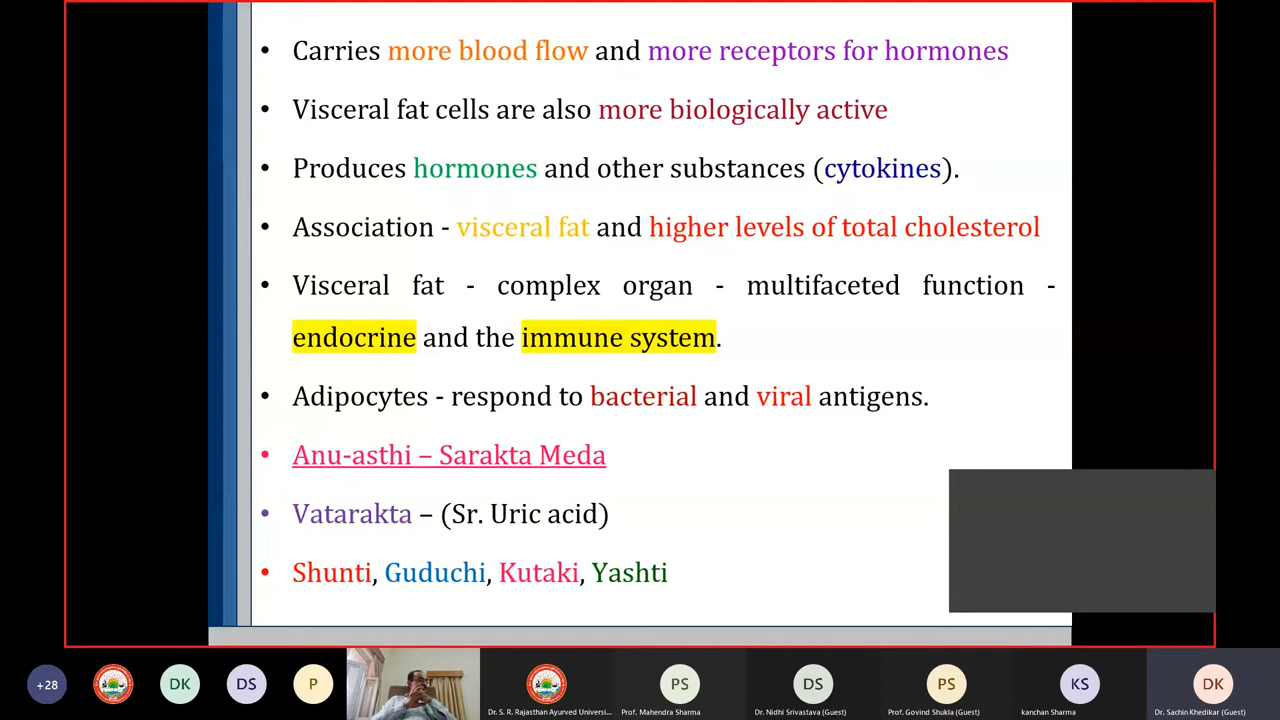 • Carries more blood flow and more receptors for hormones
• Visceral fat cells are also more biologically active
• Produces hormones and other substances (cytokines).
• Association - visceral fat and higher levels of total cholesterol
• Visceral fat - complex organ - multifaceted function -
endocrine and the immune system.
• Adipocytes - respond to bacterial and viral antigens.
• Anu-asthi – Sarakta Meda
• Vatarakta – (Sr. Uric acid)
• Shunti, Guduchi, Kutaki, Yashti
+28 DK DS P PS DS PS KS DK
Dr. S. R. Rajasthan Ayurved Universi... Prof. Mahendra Sharma Dr. Nidhi Srivastava (Guest) Prof. Govind Shukla (Guest) kanchan Sharma Dr. Sachin Khedikar (Guest)